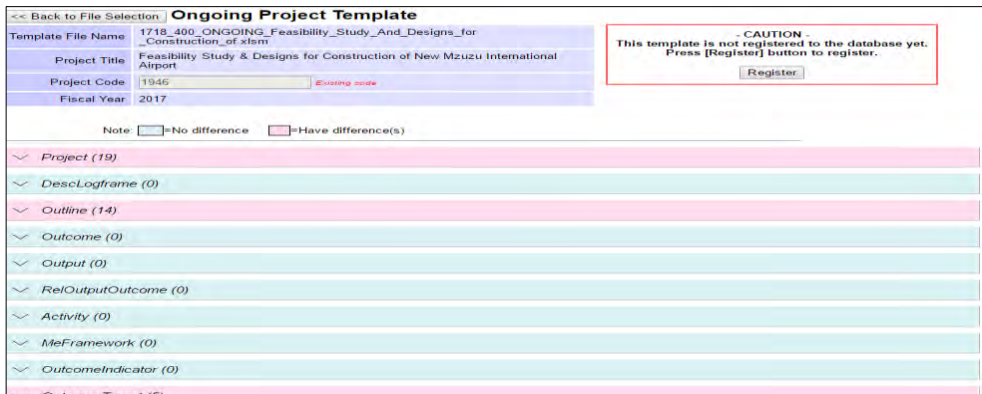 << Back to File Selection Ongoing Project Template
Template File Name 1718_400_ONGOING_Feasibility_Study_And_Designs_for
_Construction_of.xlsm
Project Title Feasibility Study & Designs for Construction of New Mzuzu International
Airport
Project Code 1946 Existing code
Fiscal Year 2017
- CAUTION -
This template is not registered to the database yet.
Press [Register] button to register.
Register
Note: =No difference =Have difference(s)
Project (19)
DescLogframe (0)
Outline (14)
Outcome (0)
Output (0)
RelOutputOutcome (0)
Activity (0)
MeFramework (0)
OutcomeIndicator (0)